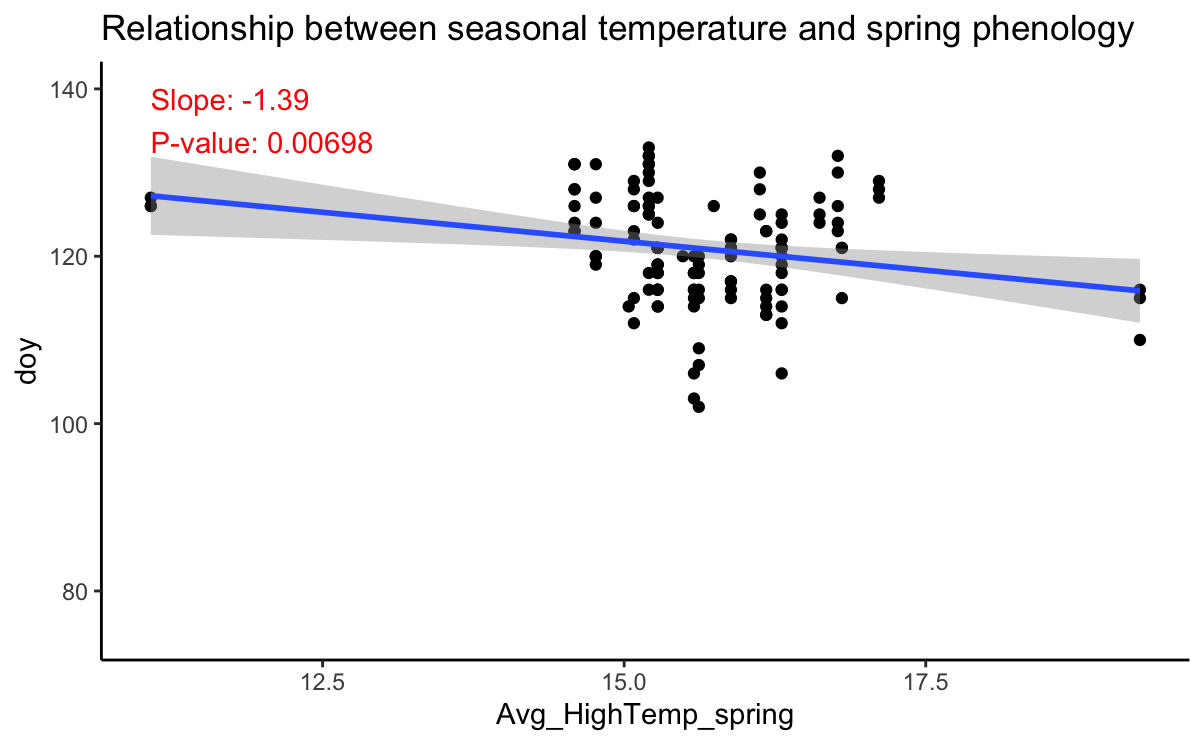 Relationship between seasonal temperature and spring phenology
Slope: -1.39
P-value: 0.00698
140
120
100
80
doy
12.5 15.0 17.5
Avg_HighTemp_spring